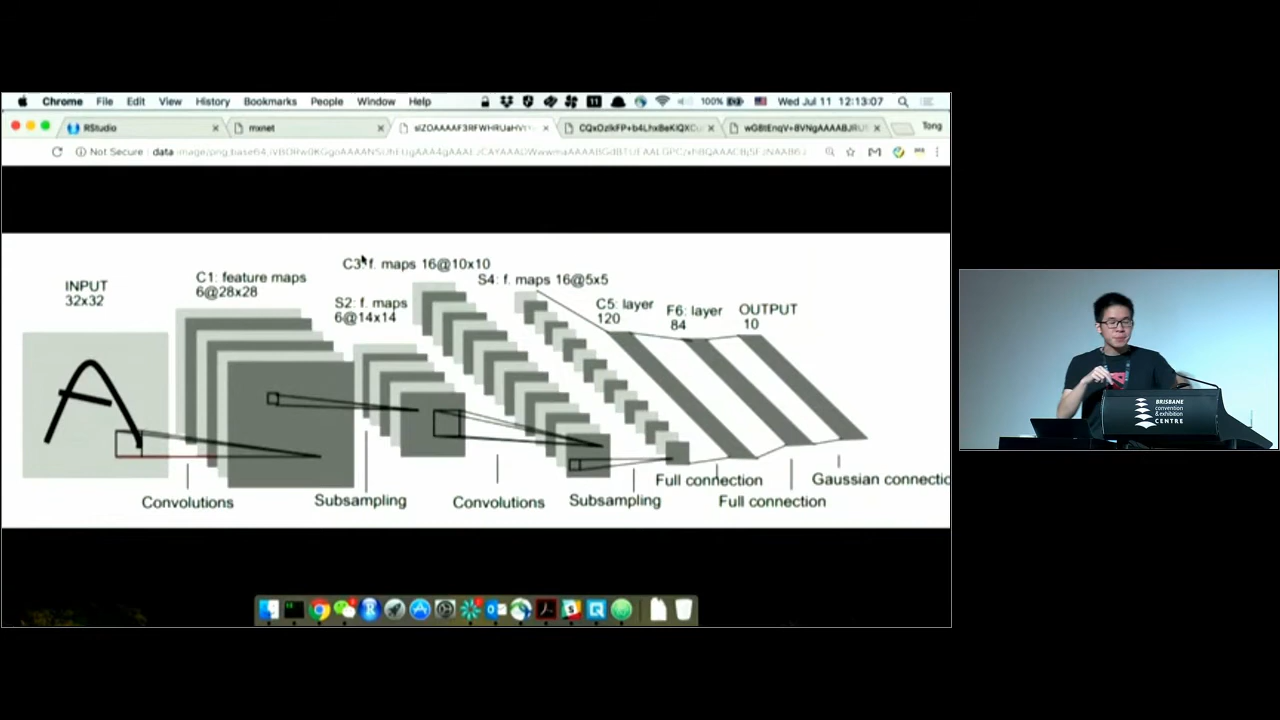 Chrome File Edit View History Bookmarks People Window Help
11
100%
Wed Jul 11 12:13:07
RStudio
mxnet
Tong
Not Secure
data
INPUT
32x32
C1: feature maps
6@28x28
S2: f. maps
6@14x14
C3: f. maps 16@10x10
S4: f. maps 16@5x5
C5: layer
120
F6: layer
84
OUTPUT
10
Convolutions
Subsampling
Convolutions
Subsampling
Full connection
Full connection
Gaussian connectio
BRISBANE
convention
& exhibition
CENTRE